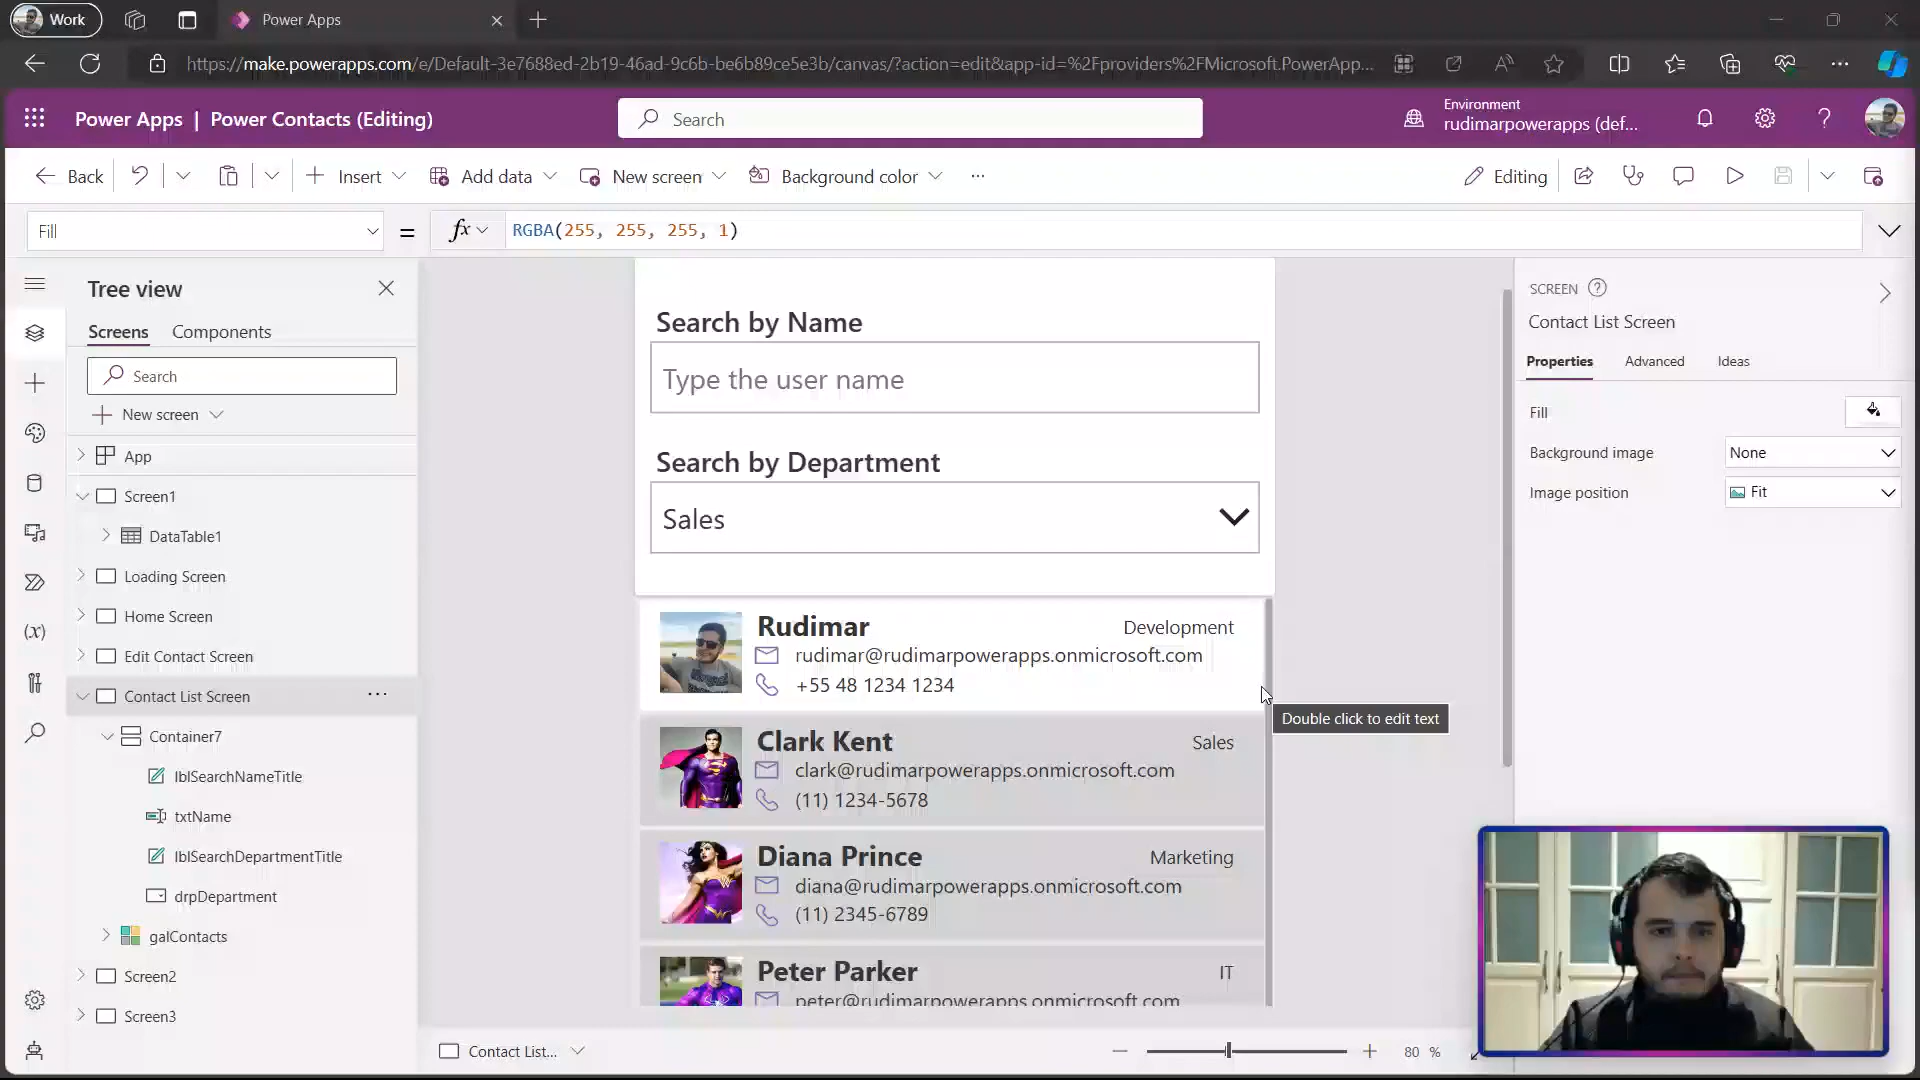 Work
Power Apps
https://make.powerapps.com/e/Default-3e7688ed-2b19-46ad-9c6b-be6b89ce5e3b/canvas/?action=edit&app-id=%2Fproviders%2FMicrosoft.PowerApp...
Power Apps | Power Contacts (Editing)
Search
Environment
rudimarpowerapps (def...
Back
Insert
Add data
New screen
Background color
...
Editing
Fill
=
fx
RGBA(255, 255, 255, 1)
Tree view
Screens
Components
Search
New screen
App
Screen1
DataTable1
Loading Screen
Home Screen
Edit Contact Screen
Contact List Screen
Container7
lblSearchNameTitle
txtName
lblSearchDepartmentTitle
drpDepartment
galContacts
Screen2
Screen3
Search by Name
Type the user name
Search by Department
Sales
Rudimar
Development
rudimar@rudimarpowerapps.onmicrosoft.com
+55 48 1234 1234
Double click to edit text
Clark Kent
Sales
clark@rudimarpowerapps.onmicrosoft.com
(11) 1234-5678
Diana Prince
Marketing
diana@rudimarpowerapps.onmicrosoft.com
(11) 2345-6789
Peter Parker
IT
peter@rudimarpowerapps.onmicrosoft.com
Contact List...
80 %
SCREEN
Contact List Screen
Properties
Advanced
Ideas
Fill
Background image
None
Image position
Fit